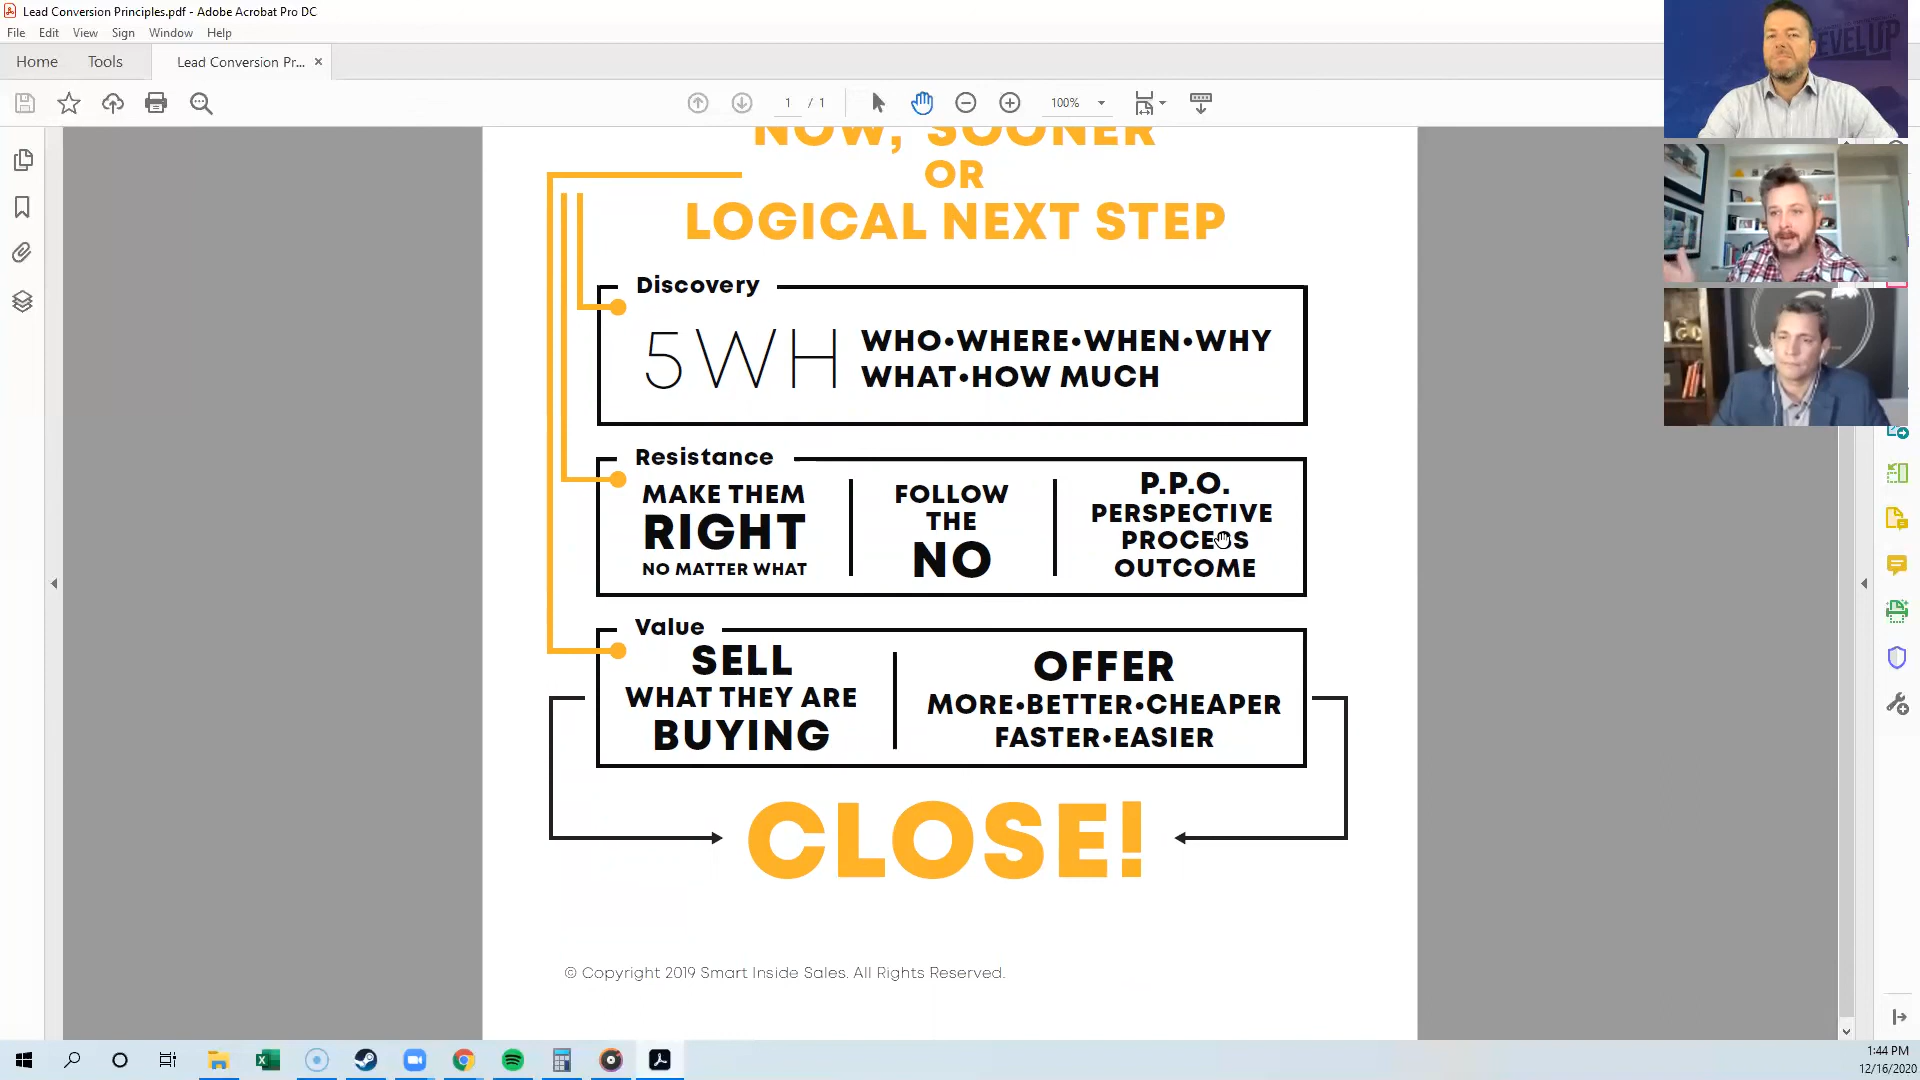 Lead Conversion Principles.pdf - Adobe Acrobat Pro DC
File Edit View Sign Window Help
Home Tools Lead Conversion Pr... ×
1 / 1 100%
NOW, SOONER
OR
LOGICAL NEXT STEP
Discovery
5WH
WHO•WHERE•WHEN•WHY
WHAT•HOW MUCH
Resistance
MAKE THEM
RIGHT
NO MATTER WHAT
FOLLOW
THE
NO
P.P.O.
PERSPECTIVE
PROCESS
OUTCOME
Value
SELL
WHAT THEY ARE
BUYING
OFFER
MORE•BETTER•CHEAPER
FASTER•EASIER
CLOSE!
© Copyright 2019 Smart Inside Sales. All Rights Reserved.
EVELUP
1:44 PM
12/16/2020